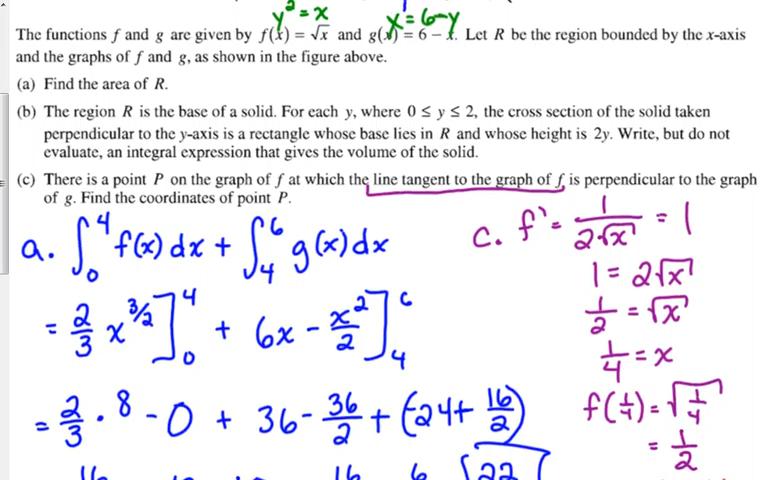 y² = x x = 6-y
The functions f and g are given by f(x) = √x and g(x) = 6 − x. Let R be the region bounded by the x-axis
and the graphs of f and g, as shown in the figure above.
(a) Find the area of R.
(b) The region R is the base of a solid. For each y, where 0 ≤ y ≤ 2, the cross section of the solid taken
perpendicular to the y-axis is a rectangle whose base lies in R and whose height is 2y. Write, but do not
evaluate, an integral expression that gives the volume of the solid.
(c) There is a point P on the graph of f at which the line tangent to the graph of f is perpendicular to the graph
of g. Find the coordinates of point P.
a. ∫₀⁴ f(x) dx + ∫₄⁶ g(x) dx
= 2/3 x^(3/2) ]₀⁴ + 6x - x²/2 ]₄⁶
= 2/3 · 8 - 0 + 36 - 36/2 + (-24 + 16/2)
16 16 6 22
c. f' = 1/(2√x) = 1
1 = 2√x
1/2 = √x
1/4 = x
f(1/4) = √(1/4)
= 1/2